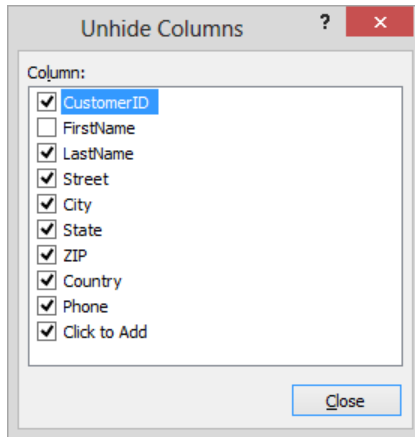 Unhide Columns ? ×
Column:
CustomerID
FirstName
LastName
Street
City
State
ZIP
Country
Phone
Click to Add
Close